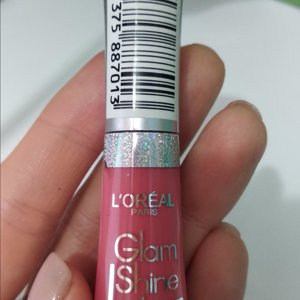 375 887013
L'ORÉAL
PARIS
Glam
Shine